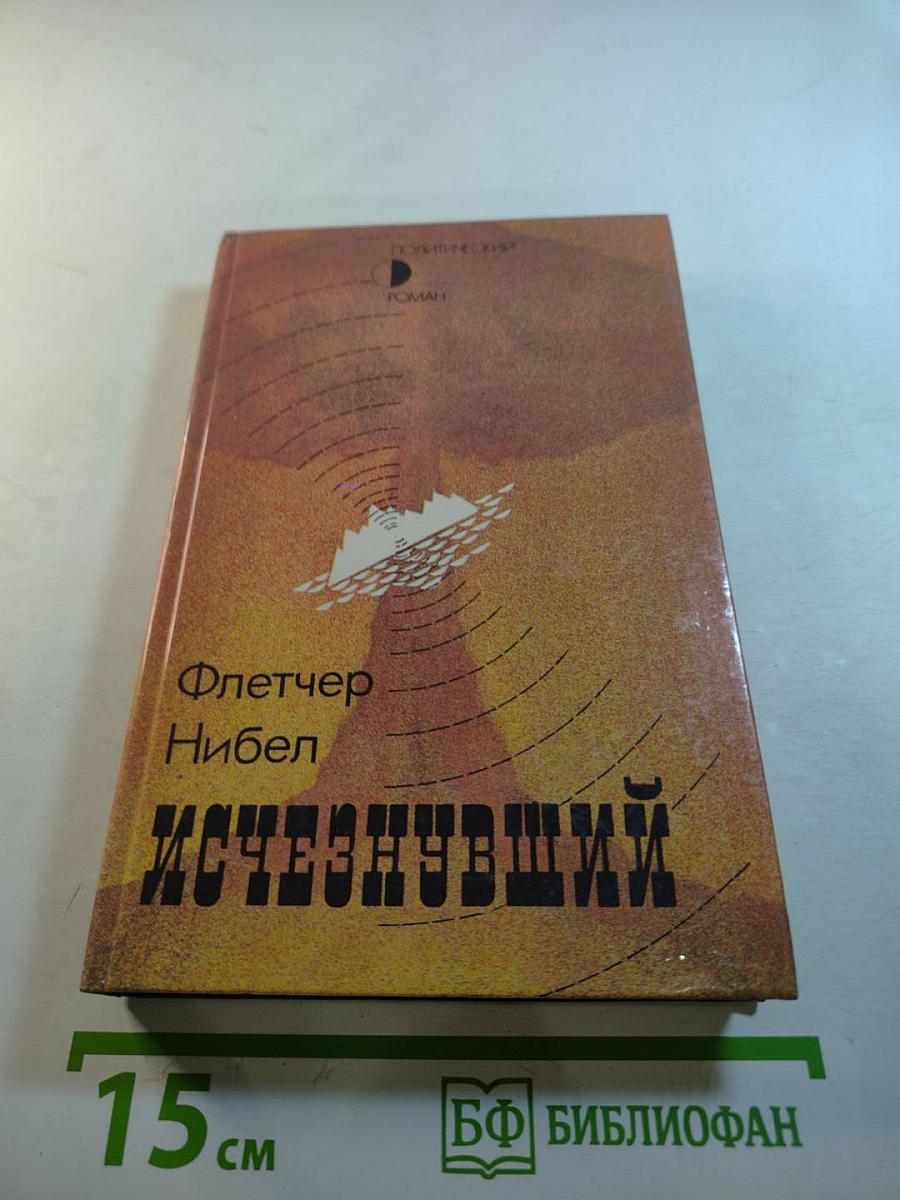 ПОЛИТИЧЕСКИЙ
РОМАН
Флетчер
Нибел
ИСЧЕЗНУВШИЙ
15 см
БФ БИБЛИОФАН